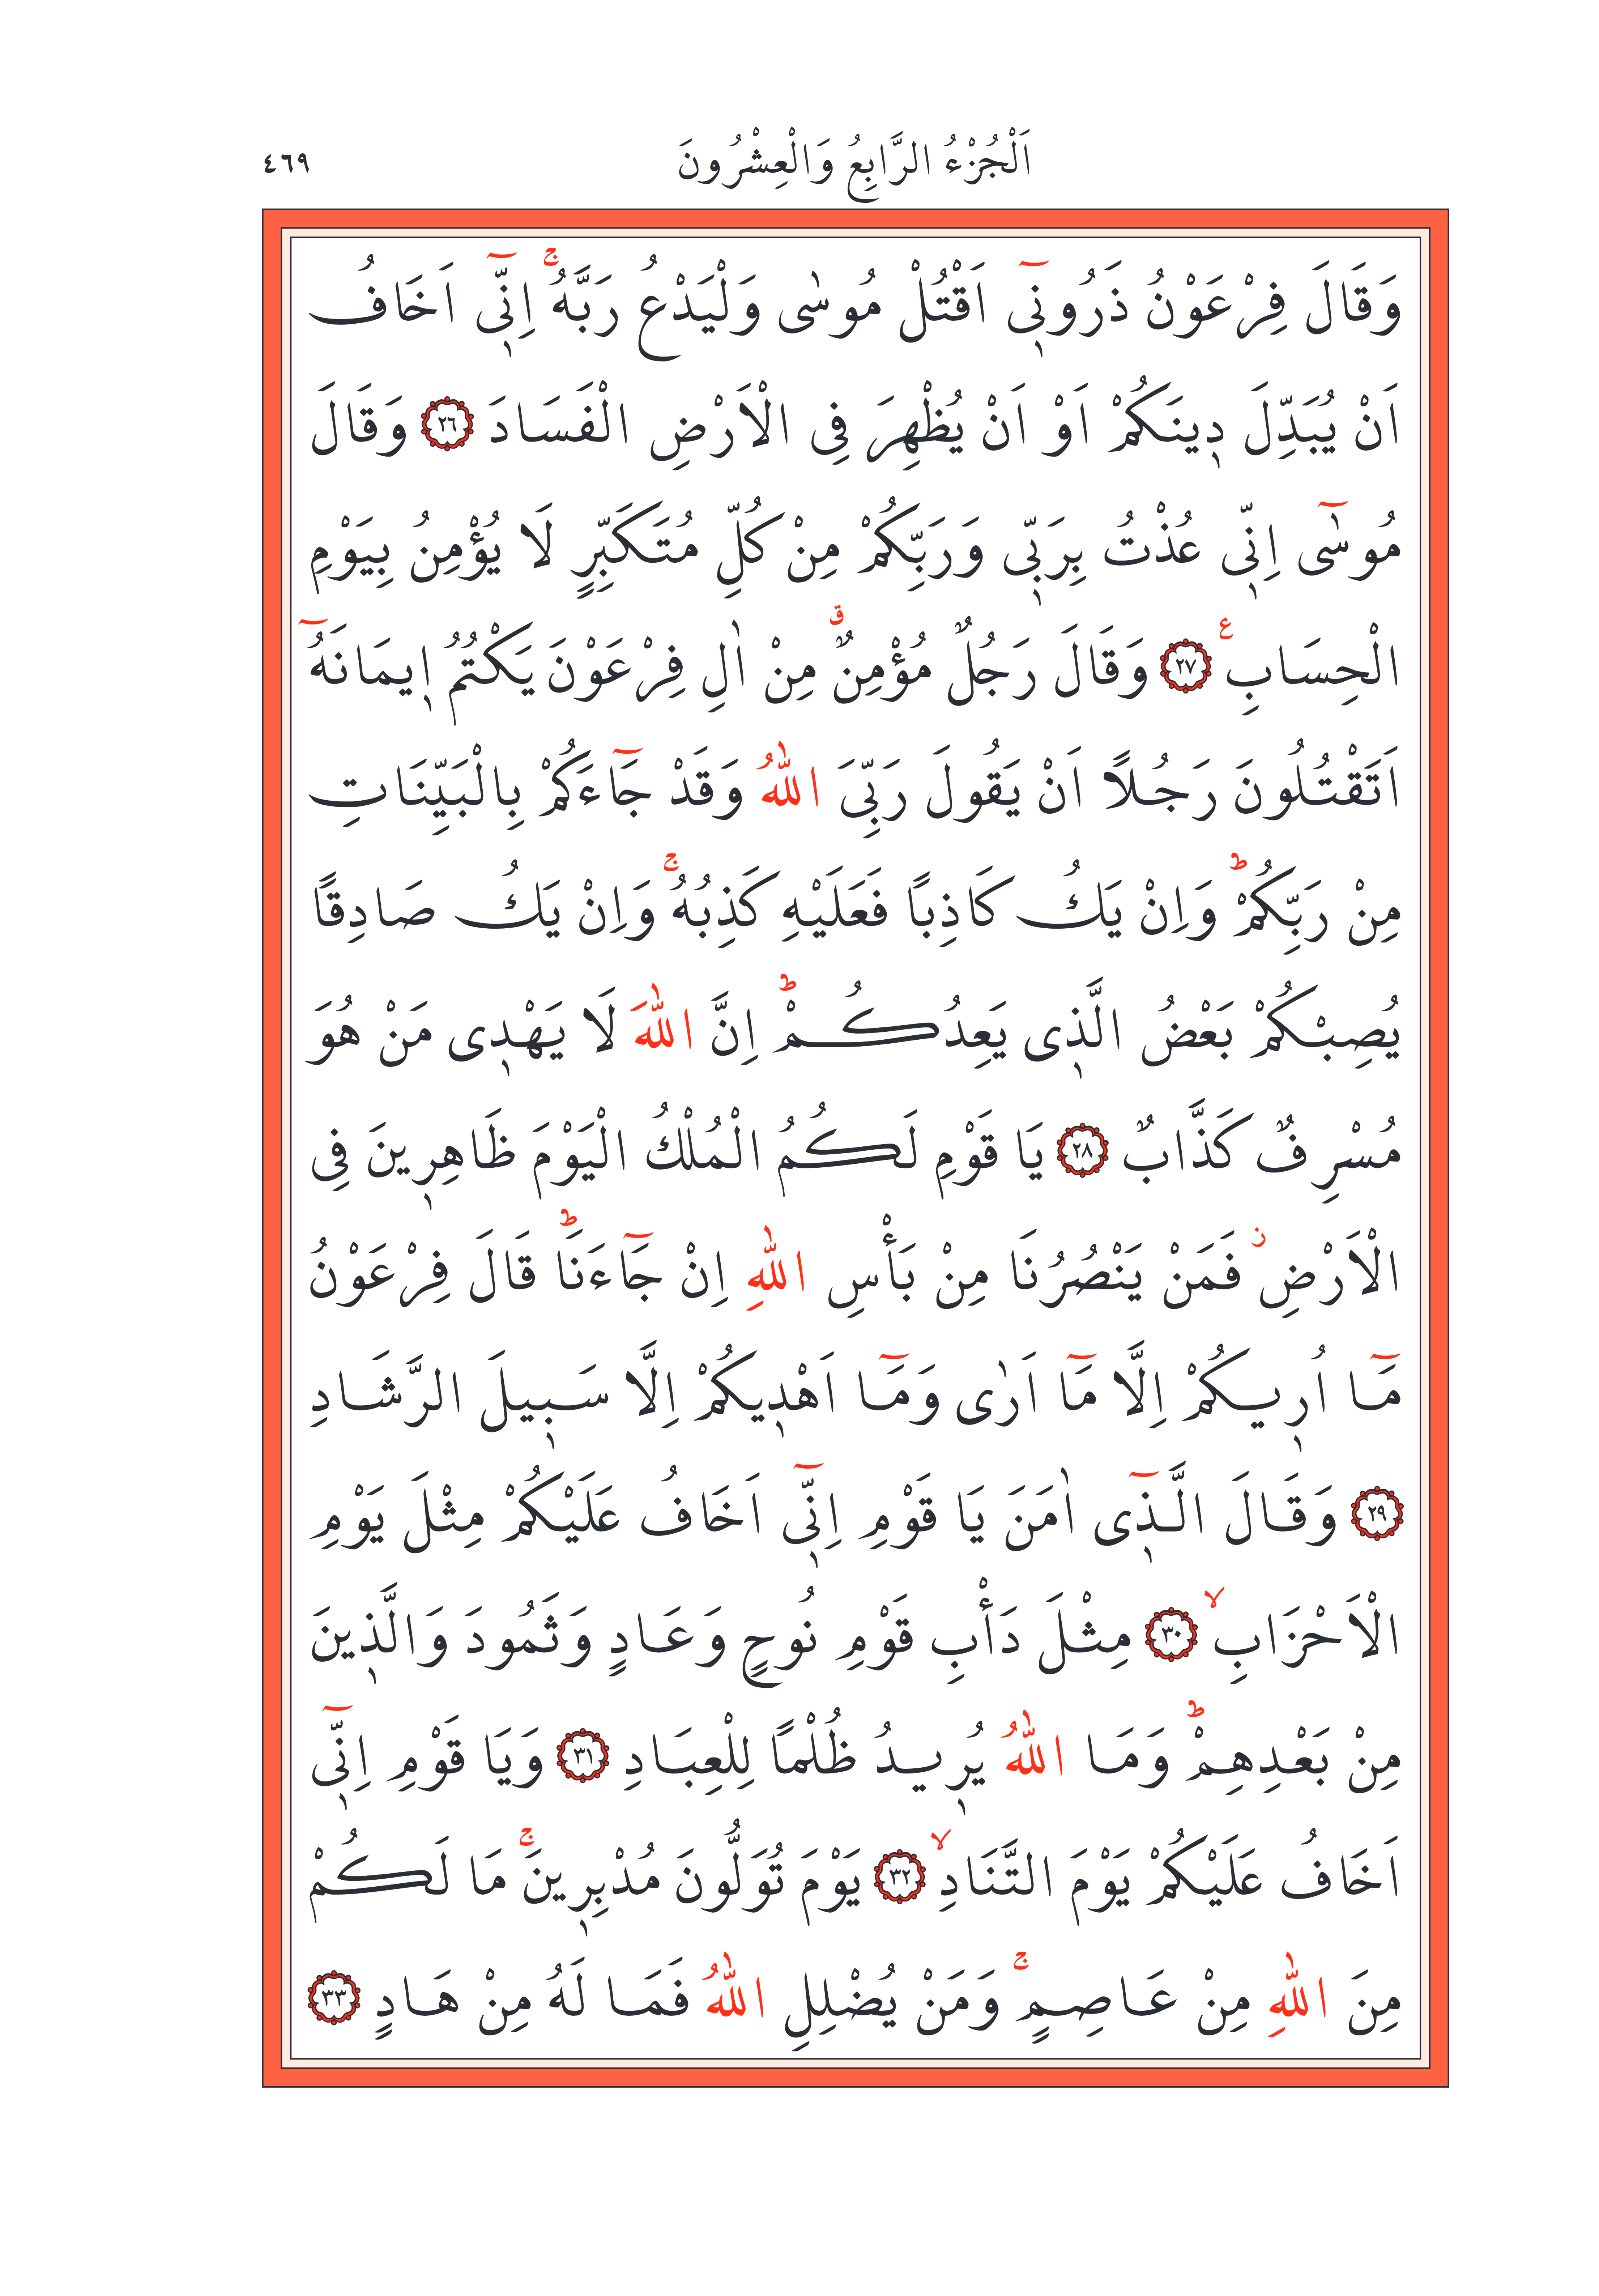 اَلْجُزْءُ الرَّابِعُ وَالْعِشْرُونَ ٤٦٩
وَقَالَ فِرْعَوْنُ ذَرُونٖٓي اَقْتُلْ مُوسٰى وَلْيَدْعُ رَبَّهُۚ اِنّٖٓي اَخَافُ
اَنْ يُبَدِّلَ دٖينَكُمْ اَوْ اَنْ يُظْهِرَ فِي الْاَرْضِ الْفَسَادَ ﴿٢٦﴾ وَقَالَ
مُوسٰٓى اِنّٖي عُذْتُ بِرَبّٖي وَرَبِّكُمْ مِنْ كُلِّ مُتَكَبِّرٍ لَا يُؤْمِنُ بِيَوْمِ
الْحِسَابِ ع ﴿٢٧﴾ وَقَالَ رَجُلٌ مُؤْمِنٌ ق مِنْ اٰلِ فِرْعَوْنَ يَكْتُمُ اٖيمَانَهُٓ
اَتَقْتُلُونَ رَجُلًا اَنْ يَقُولَ رَبِّيَ اللّٰهُ وَقَدْ جَٓاءَكُمْ بِالْبَيِّنَاتِ
مِنْ رَبِّكُمْؕ وَاِنْ يَكُ كَاذِبًا فَعَلَيْهِ كَذِبُهُۚ وَاِنْ يَكُ صَادِقًا
يُصِبْكُمْ بَعْضُ الَّذٖي يَعِدُكُمْؕ اِنَّ اللّٰهَ لَا يَهْدٖي مَنْ هُوَ
مُسْرِفٌ كَذَّابٌ ﴿٢٨﴾ يَا قَوْمِ لَكُمُ الْمُلْكُ الْيَوْمَ ظَاهِرٖينَ فِي
الْاَرْضِ ز فَمَنْ يَنْصُرُنَا مِنْ بَأْسِ اللّٰهِ اِنْ جَٓاءَنَاؕ قَالَ فِرْعَوْنُ
مَٓا اُرٖيكُمْ اِلَّا مَٓا اَرٰى وَمَٓا اَهْدٖيكُمْ اِلَّا سَبٖيلَ الرَّشَادِ
﴿٢٩﴾ وَقَالَ الَّذٖٓي اٰمَنَ يَا قَوْمِ اِنّٖٓي اَخَافُ عَلَيْكُمْ مِثْلَ يَوْمِ
الْاَحْزَابِۙ ﴿٣٠﴾ مِثْلَ دَأْبِ قَوْمِ نُوحٍ وَعَادٍ وَثَمُودَ وَالَّذٖينَ
مِنْ بَعْدِهِمْؕ وَمَا اللّٰهُ يُرٖيدُ ظُلْمًا لِلْعِبَادِ ﴿٣١﴾ وَيَا قَوْمِ اِنّٖٓي
اَخَافُ عَلَيْكُمْ يَوْمَ التَّنَادِۙ ﴿٣٢﴾ يَوْمَ تُوَلُّونَ مُدْبِرٖينَۚ مَا لَكُمْ
مِنَ اللّٰهِ مِنْ عَاصِمٍۚ وَمَنْ يُضْلِلِ اللّٰهُ فَمَا لَهُ مِنْ هَادٍ ﴿٣٣﴾